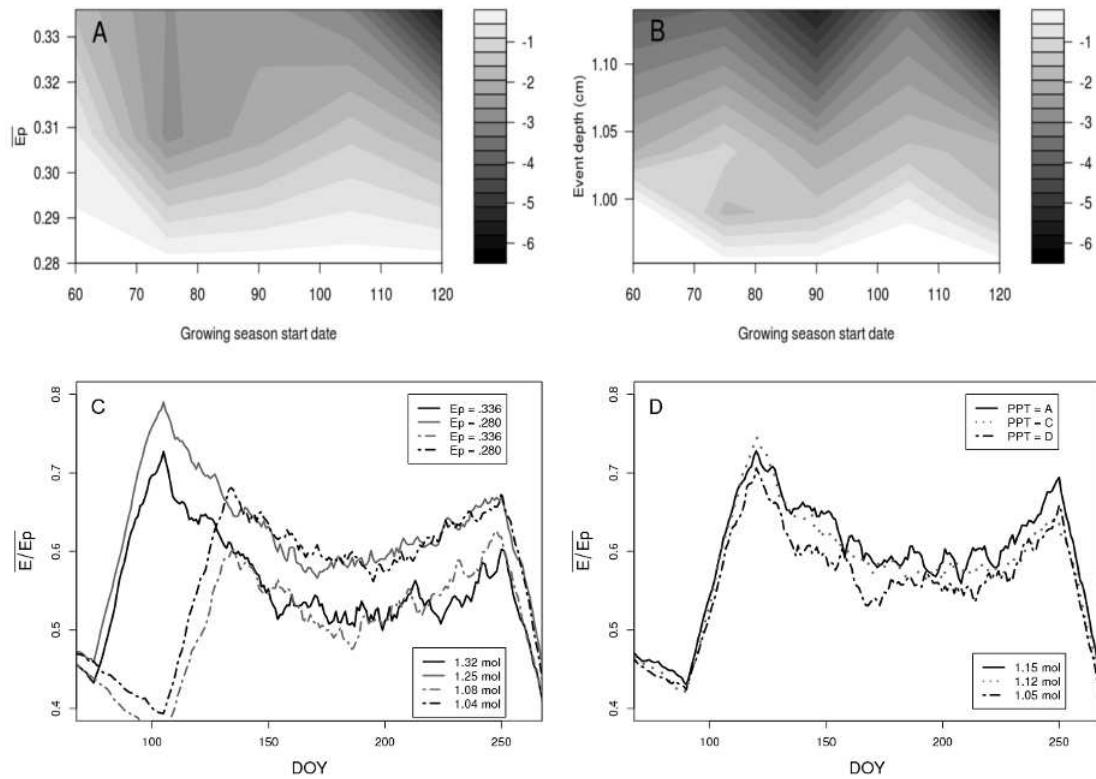 A
0.33
0.32
0.31
0.30
0.29
0.28
Ep
60
70
80
90
100
110
120
Growing season start date
-1
-2
-3
-4
-5
-6
B
1.10
1.05
1.00
Event depth (cm)
60
70
80
90
100
110
120
Growing season start date
-1
-2
-3
-4
-5
-6
C
0.8
0.7
0.6
0.5
0.4
E/Ep
Ep = .336
Ep = .280
Ep = .336
Ep = .280
1.32 mol
1.25 mol
1.08 mol
1.04 mol
100
150
200
250
DOY
D
0.8
0.7
0.6
0.5
0.4
E/Ep
PPT = A
PPT = C
PPT = D
1.15 mol
1.12 mol
1.05 mol
100
150
200
250
DOY